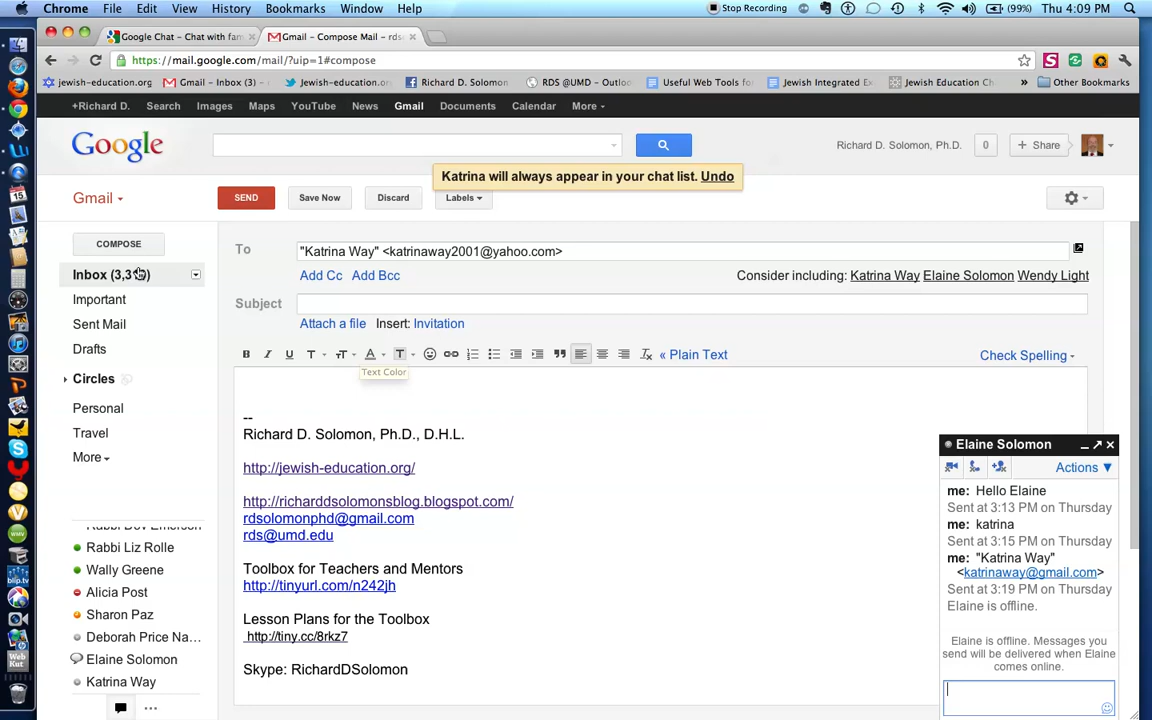 Chrome File Edit View History Bookmarks Window Help Stop Recording (99%) Thu 4:09 PM
Google Chat - Chat with fam Gmail - Compose Mail - rds
https://mail.google.com/mail/?uip=1#compose
jewish-education.org Gmail - Inbox (3 Jewish-education.org Richard D. Solomon RDS @UMD - Outlo Useful Web Tools fo Jewish Integrated E Jewish Education Ch » Other Bookmarks
+Richard D. Search Images Maps YouTube News Gmail Documents Calendar More
Google Richard D. Solomon, Ph.D. 0 + Share
Katrina will always appear in your chat list. Undo
Gmail SEND Save Now Discard Labels
COMPOSE
To "Katrina Way" <katrinaway2001@yahoo.com>
Inbox (3,3
Add Cc Add Bcc Consider including: Katrina Way Elaine Solomon Wendy Light
Important
Subject
Sent Mail
Attach a file Insert: Invitation
Drafts
B I U T T A T « Plain Text Check Spelling
Text Color
Circles
Personal
Travel
More
--
Richard D. Solomon, Ph.D., D.H.L.
http://jewish-education.org/
http://richarddsolomonsblog.blogspot.com/
rdsolomonphd@gmail.com
rds@umd.edu
Toolbox for Teachers and Mentors
http://tinyurl.com/n242jh
Lesson Plans for the Toolbox
http://tiny.cc/8rkz7
Skype: RichardDSolomon
Rabbi Dov Emerson
Rabbi Liz Rolle
Wally Greene
Alicia Post
Sharon Paz
Deborah Price Na...
Elaine Solomon
Katrina Way
Elaine Solomon
Actions ▼
me: Hello Elaine
Sent at 3:13 PM on Thursday
me: katrina
Sent at 3:15 PM on Thursday
me: "Katrina Way"
<katrinaway@gmail.com>
Sent at 3:19 PM on Thursday
Elaine is offline.
Elaine is offline. Messages you
send will be delivered when Elaine
comes online.